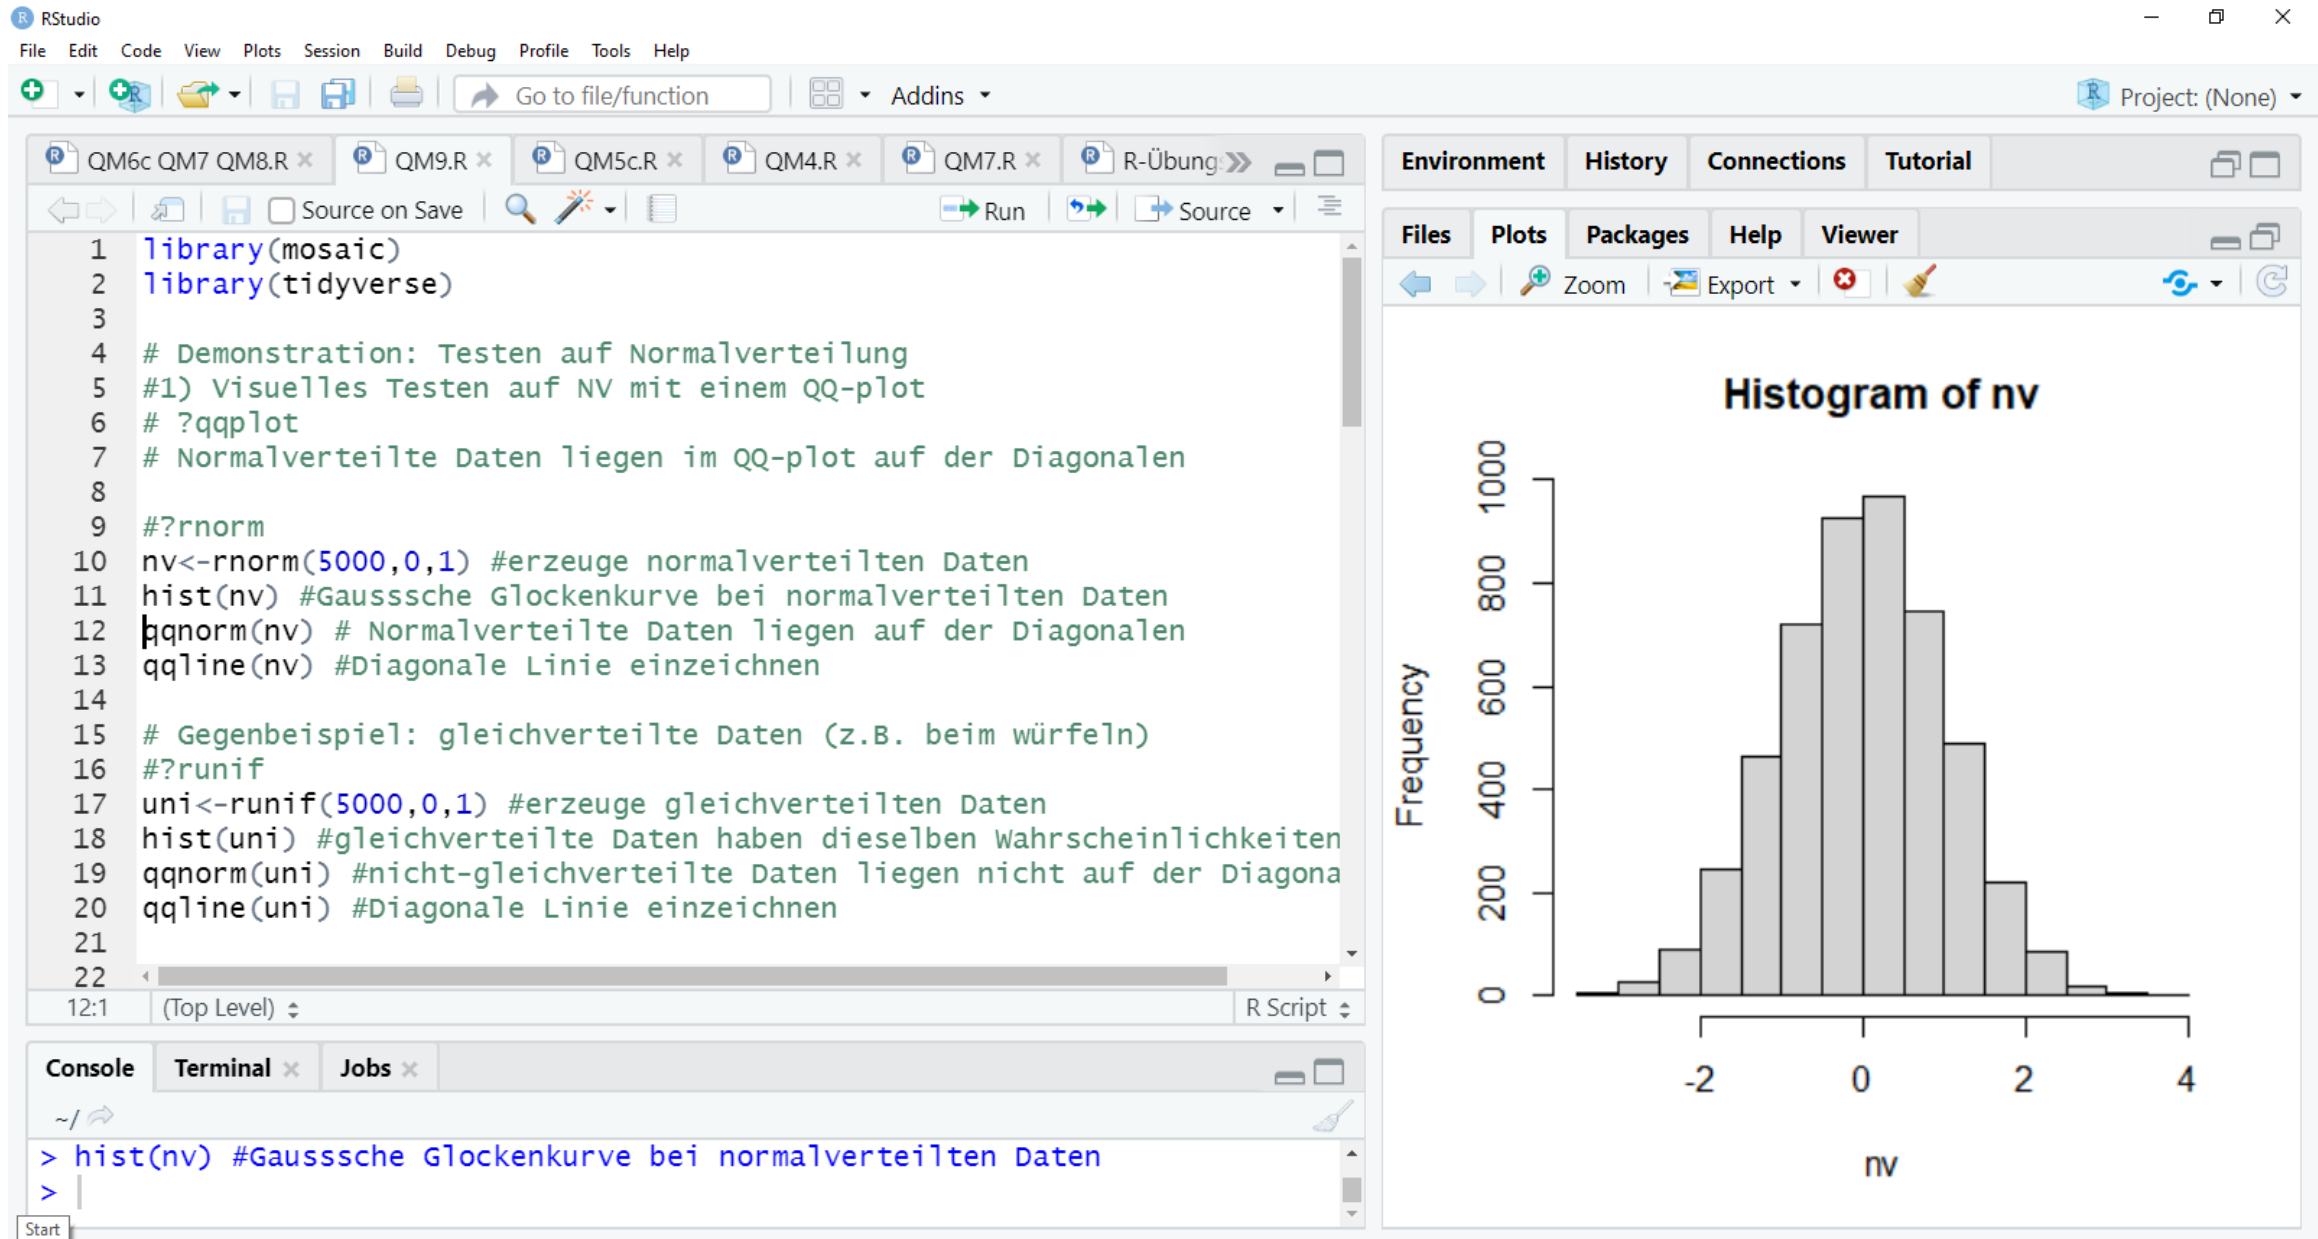 RStudio
File Edit Code View Plots Session Build Debug Profile Tools Help
Go to file/function Addins Project: (None)
QM6c QM7 QM8.R QM9.R QM5c.R QM4.R QM7.R R-Übung
Source on Save Run Source
1 library(mosaic)
2 library(tidyverse)
3
4 # Demonstration: Testen auf Normalverteilung
5 #1) Visuelles Testen auf NV mit einem QQ-plot
6 # ?qqplot
7 # Normalverteilte Daten liegen im QQ-plot auf der Diagonalen
8
9 #?rnorm
10 nv<-rnorm(5000,0,1) #erzeuge normalverteilten Daten
11 hist(nv) #Gausssche Glockenkurve bei normalverteilten Daten
12 qqnorm(nv) # Normalverteilte Daten liegen auf der Diagonalen
13 qqline(nv) #Diagonale Linie einzeichnen
14
15 # Gegenbeispiel: gleichverteilte Daten (z.B. beim würfeln)
16 #?runif
17 uni<-runif(5000,0,1) #erzeuge gleichverteilten Daten
18 hist(uni) #gleichverteilte Daten haben dieselben Wahrscheinlichkeiten
19 qqnorm(uni) #nicht-gleichverteilte Daten liegen nicht auf der Diagona
20 qqline(uni) #Diagonale Linie einzeichnen
21
22
12:1 (Top Level) R Script
Console Terminal Jobs
~/
> hist(nv) #Gausssche Glockenkurve bei normalverteilten Daten
>
Start
Environment History Connections Tutorial
Files Plots Packages Help Viewer
Zoom Export
Histogram of nv
Frequency
1000
800
600
400
200
0
-2 0 2 4
nv